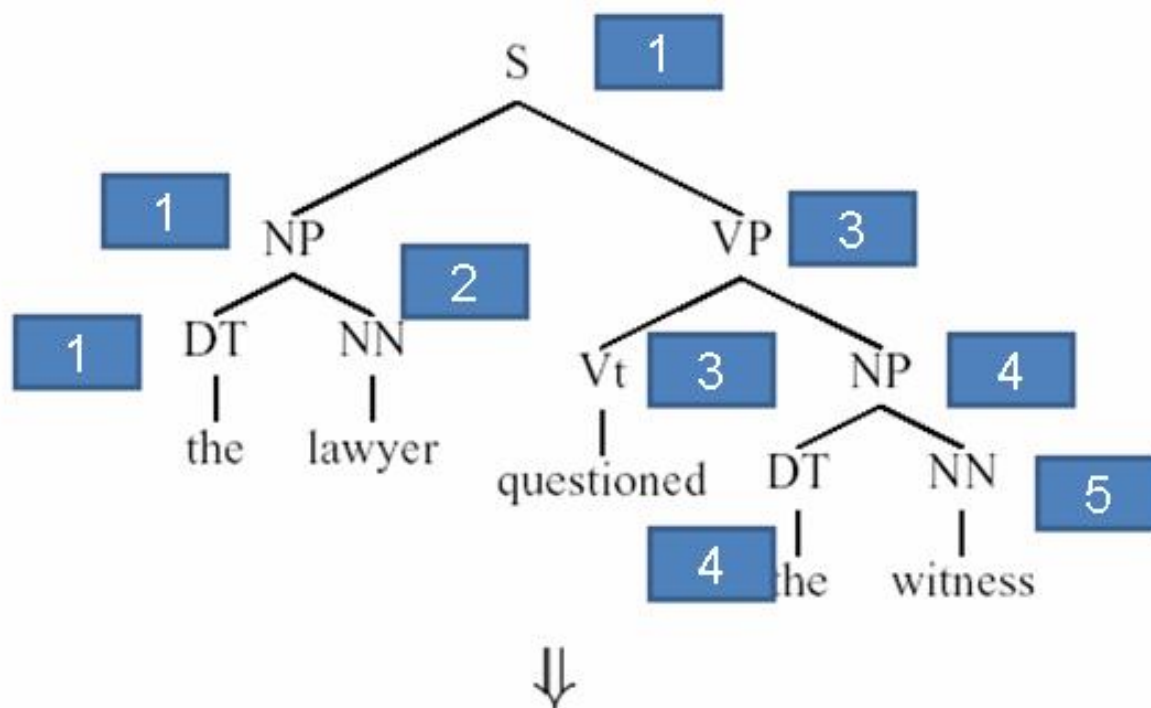 S 1
1 NP VP 3
2
1 DT NN Vt 3 NP 4
the lawyer questioned DT NN 5
4 the witness
⇓